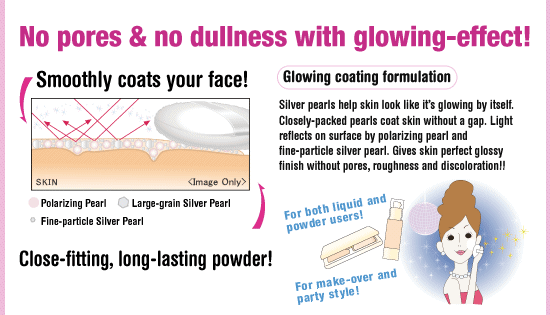 No pores & no dullness with glowing-effect!
Smoothly coats your face!
SKIN
<Image Only>
Polarizing Pearl
Large-grain Silver Pearl
Fine-particle Silver Pearl
Close-fitting, long-lasting powder!
Glowing coating formulation
Silver pearls help skin look like it's glowing by itself.
Closely-packed pearls coat skin without a gap. Light
reflects on surface by polarizing pearl and
fine-particle silver pearl. Gives skin perfect glossy
finish without pores, roughness and discoloration!!
For both liquid and
powder users!
For make-over and
party style!